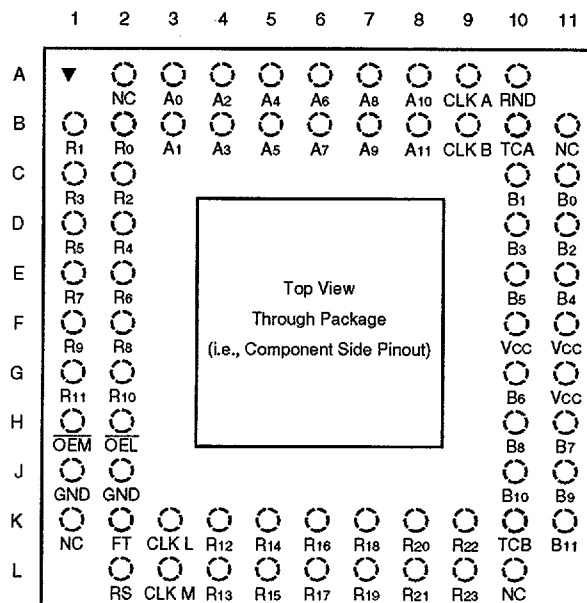 1 2 3 4 5 6 7 8 9 10 11
A ▼
NC A0 A2 A4 A6 A8 A10 CLK A RND
B
R1 R0 A1 A3 A5 A7 A9 A11 CLK B TCA NC
C
R3 R2 B1 B0
D
R5 R4 B3 B2
E
R7 R6 B5 B4
Top View
Through Package
(i.e., Component Side Pinout)
F
R9 R8 VCC VCC
G
R11 R10 B6 VCC
H
OEM OEL B8 B7
J
GND GND B10 B9
K
NC FT CLK L R12 R14 R16 R18 R20 R22 TCB B11
L
RS CLK M R13 R15 R17 R19 R21 R23 NC